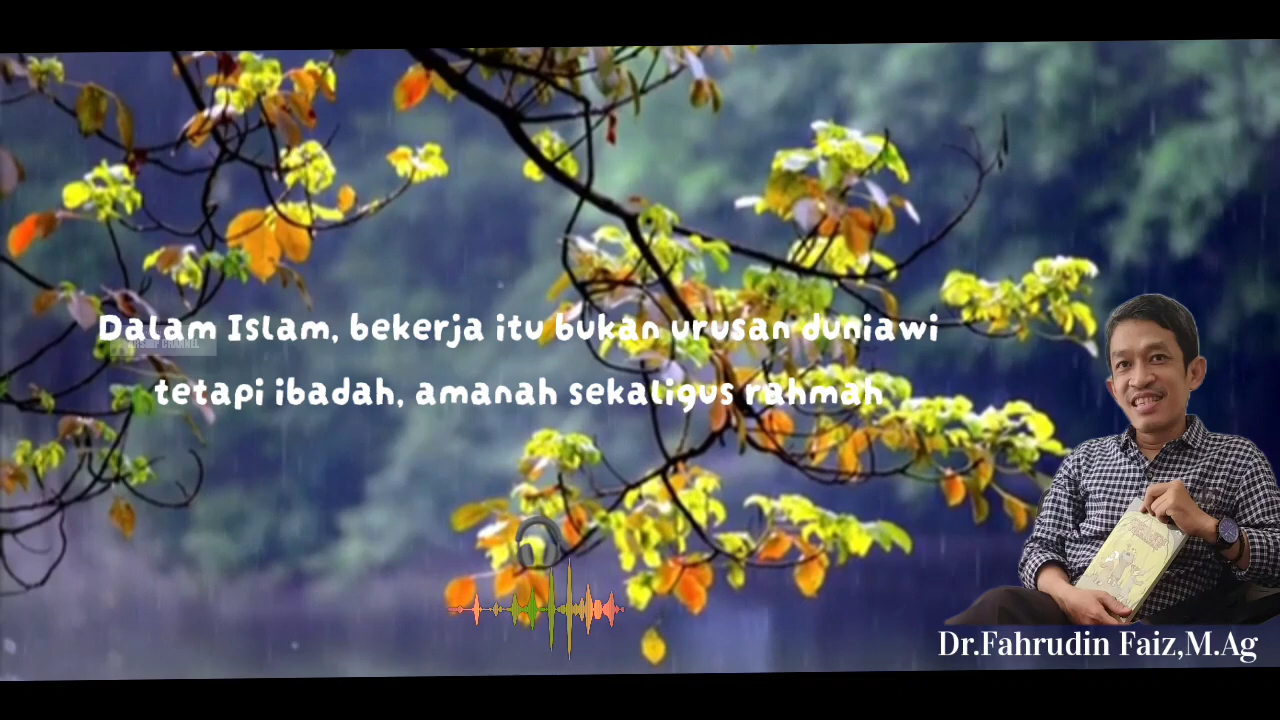 Dalam Islam, bekerja itu bukan urusan duniawi
tetapi ibadah, amanah sekaligus rahmah
Dr.Fahrudin Faiz,M.Ag